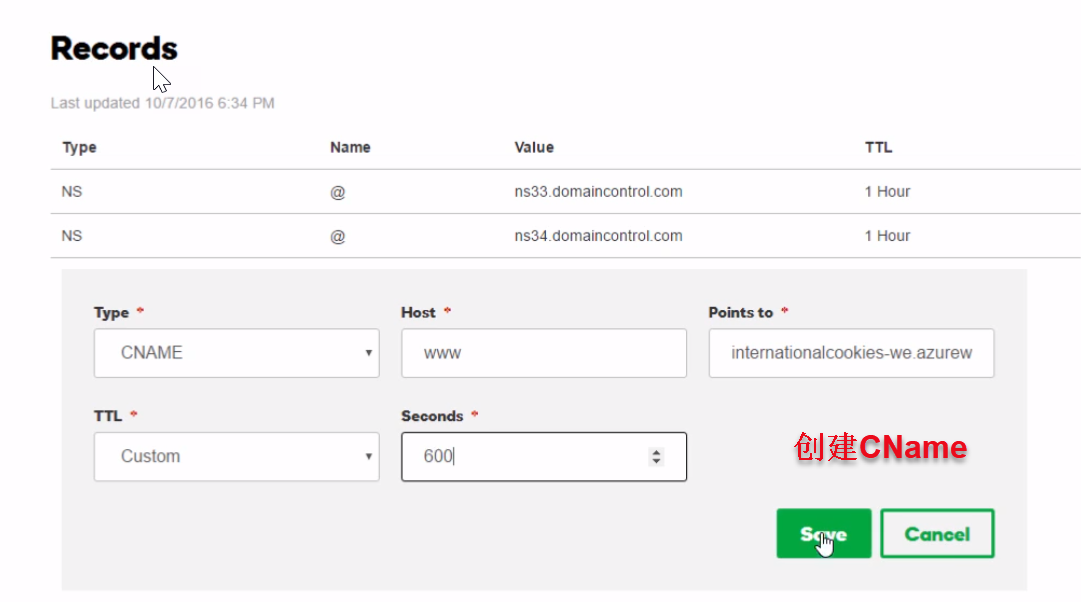 Records
Last updated 10/7/2016 6:34 PM
Type Name Value TTL
NS @ ns33.domaincontrol.com 1 Hour
NS @ ns34.domaincontrol.com 1 Hour
Type * Host * Points to *
CNAME www internationalcookies-we.azurew
TTL * Seconds *
Custom 600
创建CName
Save Cancel